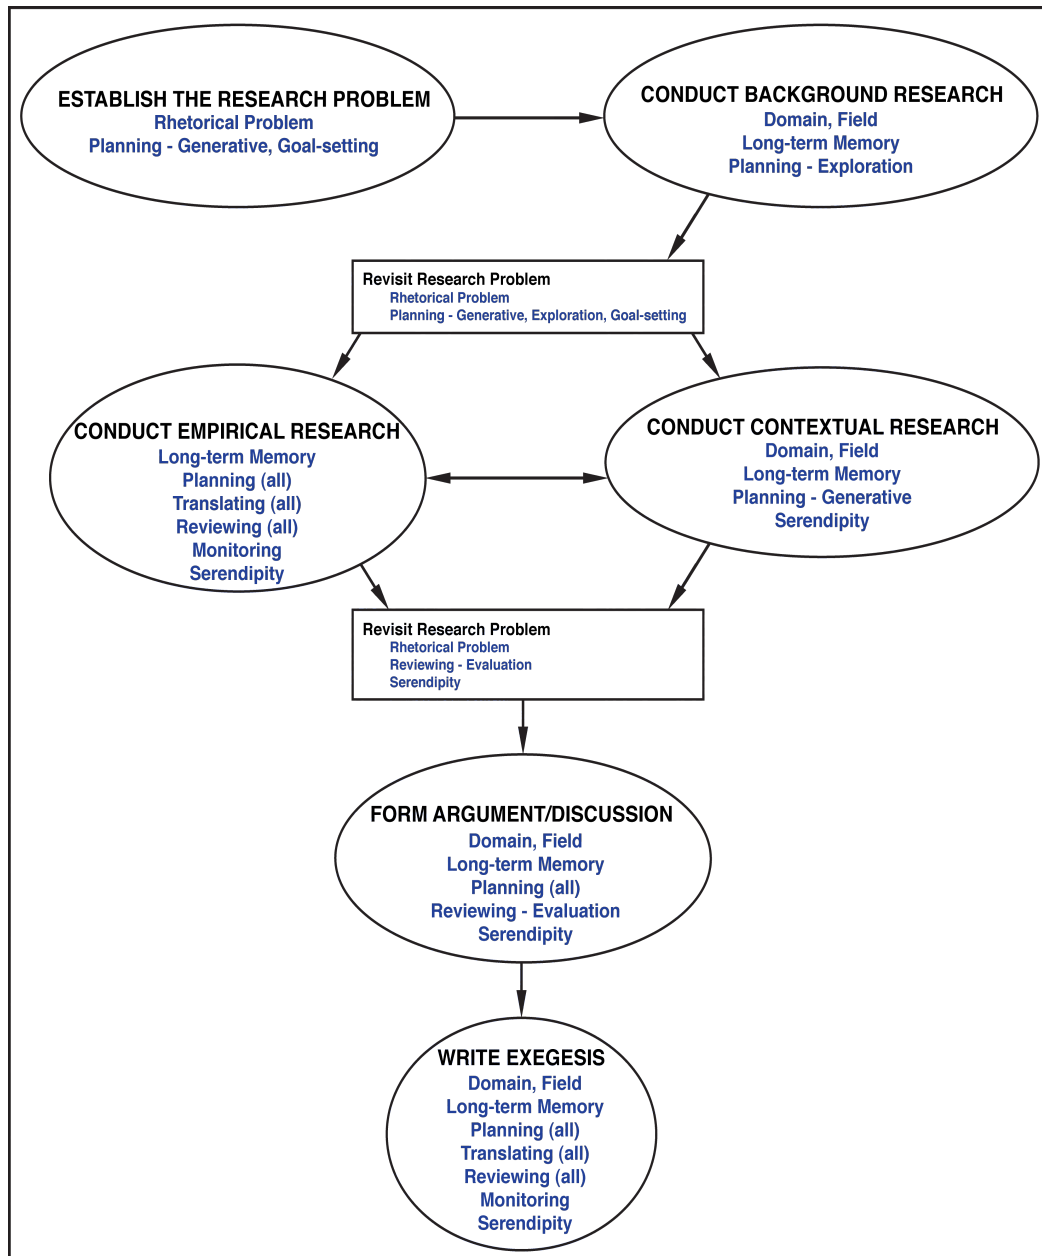 ESTABLISH THE RESEARCH PROBLEM
Rhetorical Problem
Planning - Generative, Goal-setting
CONDUCT BACKGROUND RESEARCH
Domain, Field
Long-term Memory
Planning - Exploration
Revisit Research Problem
Rhetorical Problem
Planning - Generative, Exploration, Goal-setting
CONDUCT EMPIRICAL RESEARCH
Long-term Memory
Planning (all)
Translating (all)
Reviewing (all)
Monitoring
Serendipity
CONDUCT CONTEXTUAL RESEARCH
Domain, Field
Long-term Memory
Planning - Generative
Serendipity
Revisit Research Problem
Rhetorical Problem
Reviewing - Evaluation
Serendipity
FORM ARGUMENT/DISCUSSION
Domain, Field
Long-term Memory
Planning (all)
Reviewing - Evaluation
Serendipity
WRITE EXEGESIS
Domain, Field
Long-term Memory
Planning (all)
Translating (all)
Reviewing (all)
Monitoring
Serendipity